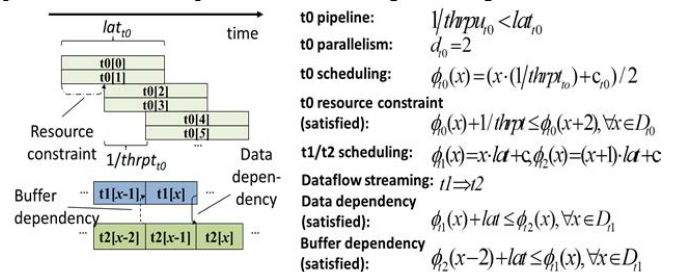 lat_t0
time
t0[0]
t0[1]
t0[2]
t0[3]
t0[4]
t0[5]
...
Resource
constraint
1/thrpt_t0
Data
depen-
dency
... t1[x-1] t1[x] ...
Buffer
dependency
... t2[x-2] t2[x-1] t2[x] ...
t0 pipeline: 1/thrpu_t0 < lat_t0
t0 parallelism: d_t0=2
t0 scheduling: ϕ_t0(x)=(x·(1/thrpt_to)+c_t0)/2
t0 resource constraint
(satisfied): ϕ_t0(x)+1/thrpt≤ϕ_t0(x+2),∀x∈D_t0
t1/t2 scheduling: ϕ_t1(x)=x·lat+c,ϕ_t2(x)=(x+1)·lat+c
Dataflow streaming: t1⇒t2
Data dependency
(satisfied): ϕ_t1(x)+lat≤ϕ_t2(x),∀x∈D_t1
Buffer dependency
(satisfied): ϕ_t2(x−2)+lat≤ϕ_t1(x),∀x∈D_t1